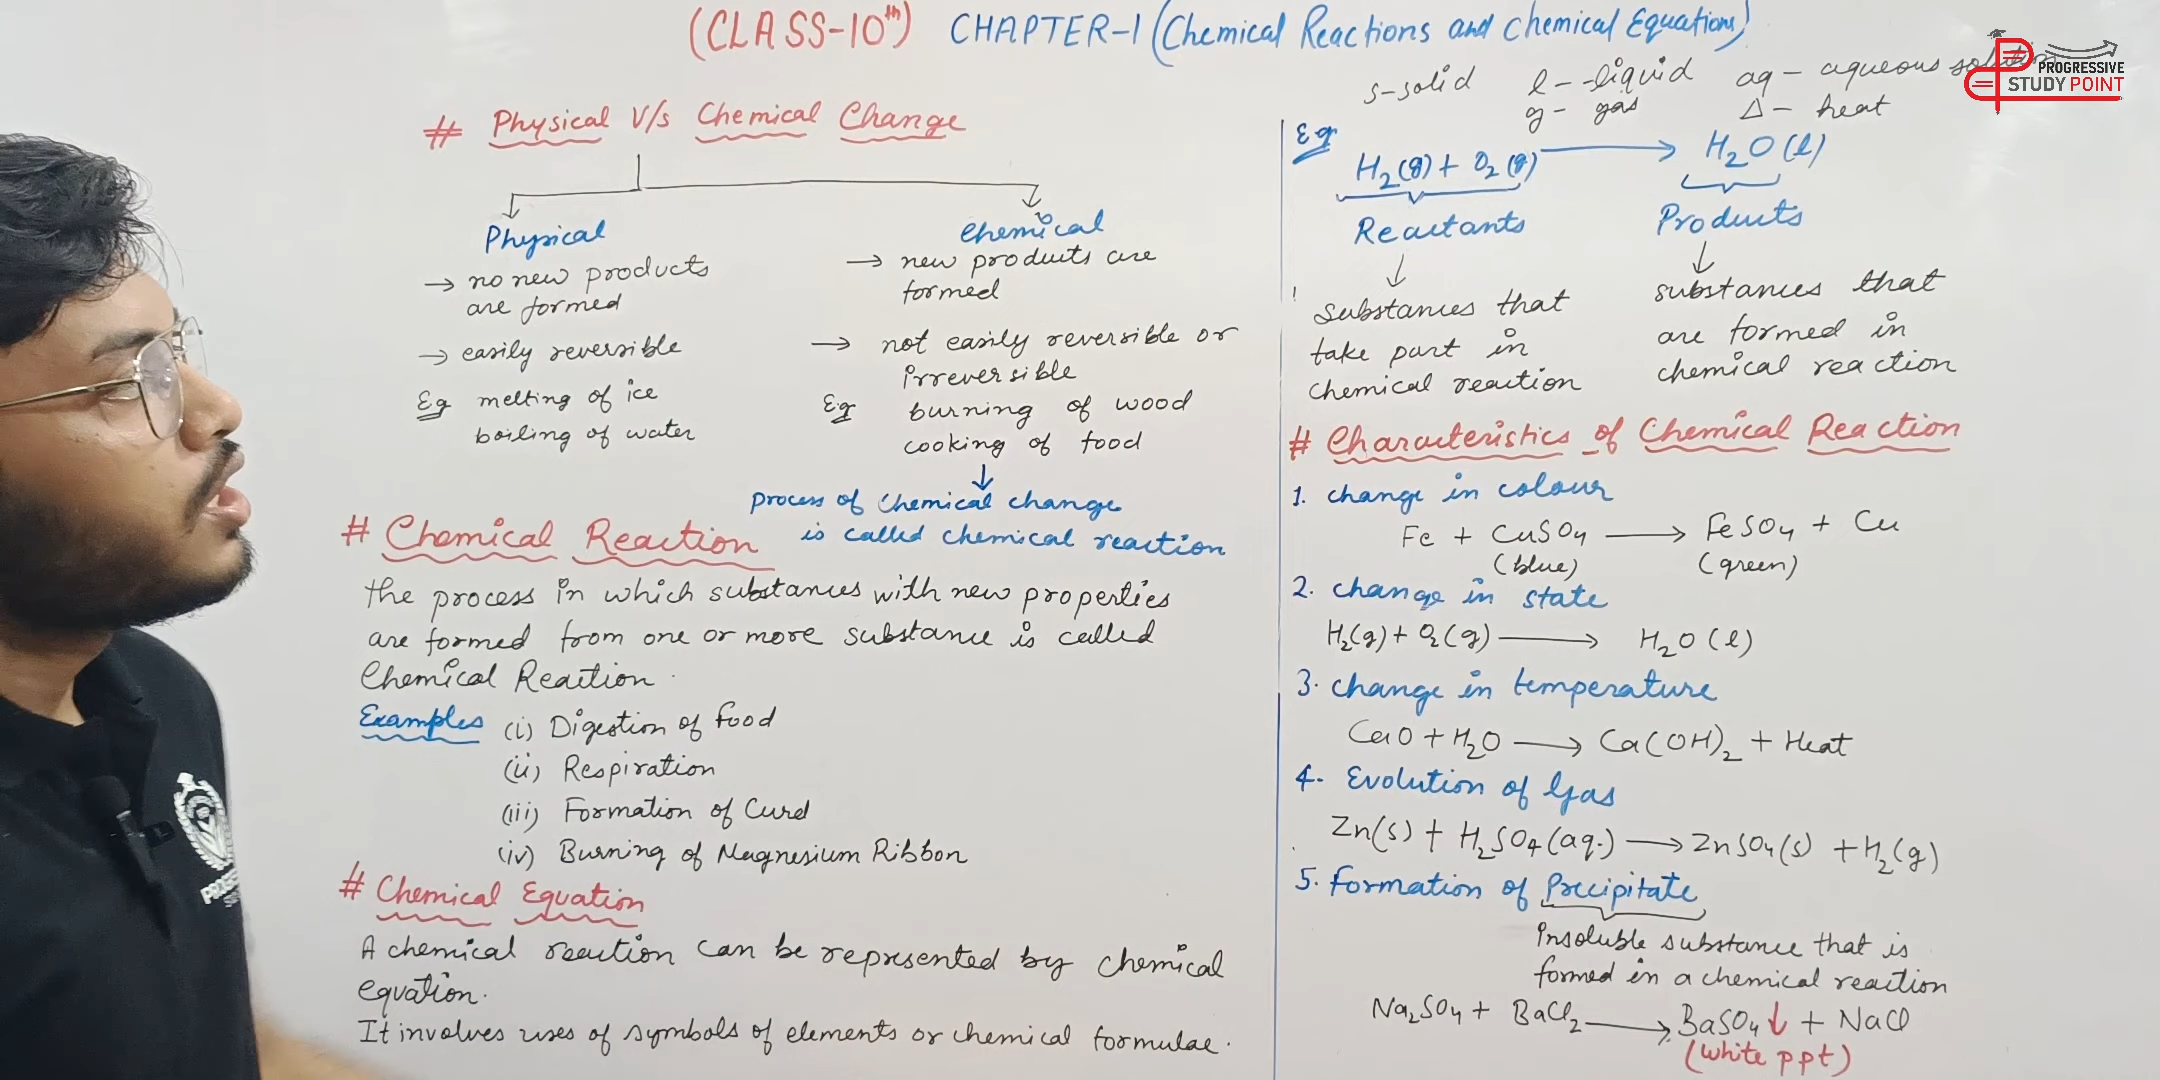 (CLASS-10th) CHAPTER-1 (Chemical Reactions and Chemical Equations)
PROGRESSIVE
STUDY POINT
s-solid l-liquid aq-aqueous solution
g-gas Δ-heat
# Physical V/s Chemical Change
Physical
→ no new products
are formed
→ easily reversible
Eg melting of ice
boiling of water
Chemical
→ new products are
formed
→ not easily reversible or
irreversible
Eg burning of wood
cooking of food
↓
process of chemical change
is called chemical reaction
# Chemical Reaction
the process in which substances with new properties
are formed from one or more substance is called
Chemical Reaction.
Examples (i) Digestion of food
(ii) Respiration
(iii) Formation of Curd
(iv) Burning of Magnesium Ribbon
# Chemical Equation
A chemical reaction can be represented by chemical
equation.
It involves uses of symbols of elements or chemical formulae.
Eg H₂(g) + O₂(g) → H₂O(l)
Reactants
↓
Substances that
take part in
chemical reaction
Products
↓
substances that
are formed in
chemical reaction
# Characteristics of Chemical Reaction
1. change in colour
Fe + CuSO₄ → FeSO₄ + Cu
(blue) (green)
2. change in state
H₂(g) + O₂(g) → H₂O(l)
3. change in temperature
CaO + H₂O → Ca(OH)₂ + Heat
4. Evolution of Gas
Zn(s) + H₂SO₄(aq.) → ZnSO₄(s) + H₂(g)
5. Formation of Precipitate
Insoluble substance that is
formed in a chemical reaction
Na₂SO₄ + BaCl₂ → BaSO₄↓ + NaCl
(white ppt)